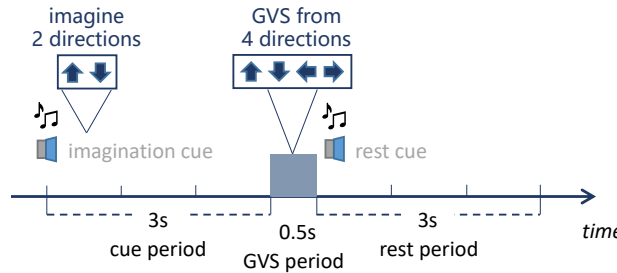 imagine
2 directions
GVS from
4 directions
imagination cue
rest cue
3s
cue period
0.5s
GVS period
3s
rest period
time